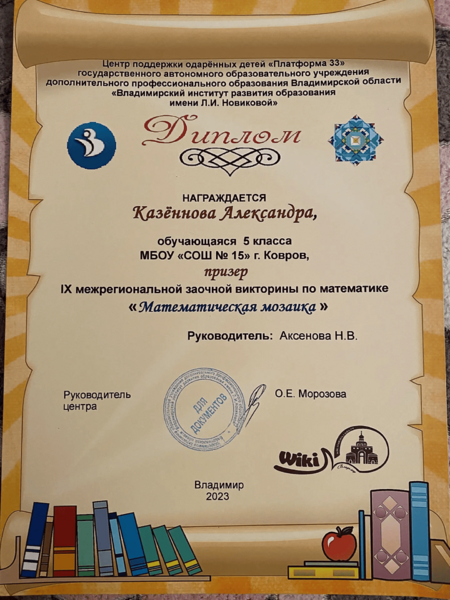 Центр поддержки одарённых детей «Платформа 33»
государственного автономного образовательного учреждения
дополнительного профессионального образования Владимирской области
«Владимирский институт развития образования
имени Л.И. Новиковой»
Диплом
НАГРАЖДАЕТСЯ
Казённова Александра,
обучающаяся 5 класса
МБОУ «СОШ № 15» г. Ковров,
призер
IX межрегиональной заочной викторины по математике
«Математическая мозаика»
Руководитель: Аксенова Н.В.
Руководитель
центра
О.Е. Морозова
ДЛЯ
ДОКУМЕНТОВ
Wiki
Владимир
2023